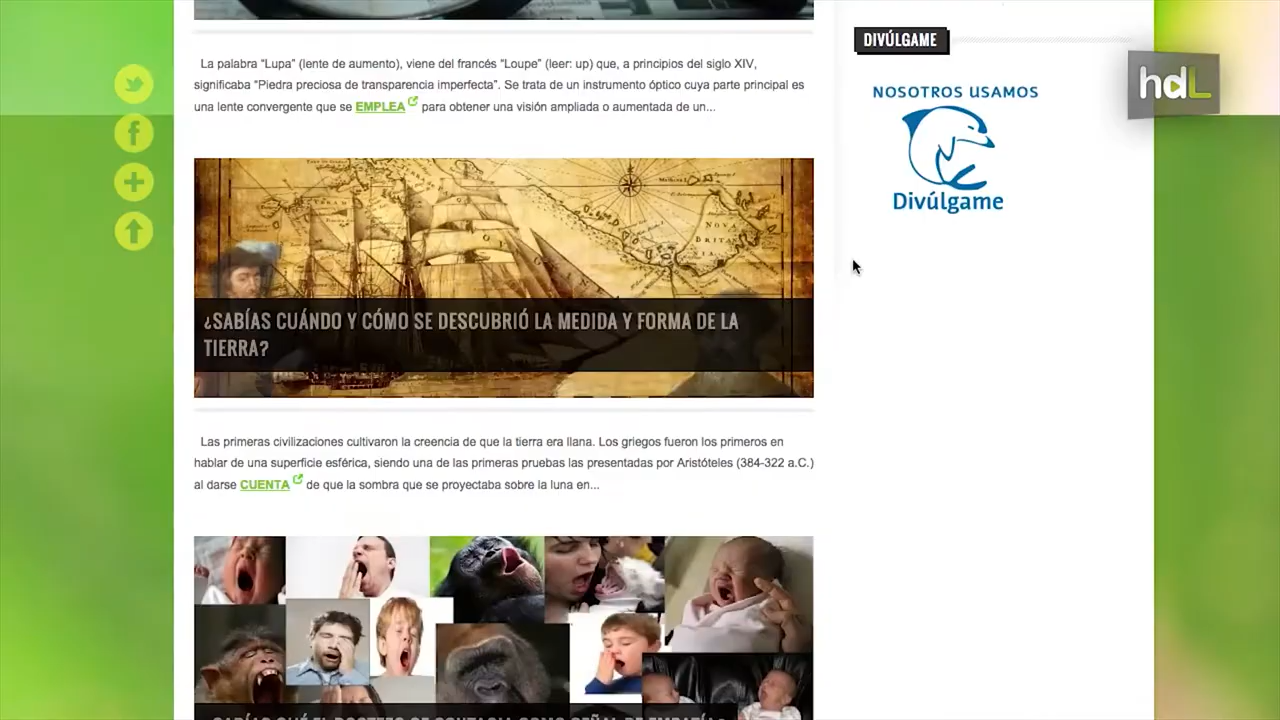 La palabra “Lupa” (lente de aumento), viene del francés “Loupe” (leer: up) que, a principios del siglo XIV,
significaba “Piedra preciosa de transparencia imperfecta”. Se trata de un instrumento óptico cuya parte principal es
una lente convergente que se EMPLEA para obtener una visión ampliada o aumentada de un...
¿SABÍAS CUÁNDO Y CÓMO SE DESCUBRIÓ LA MEDIDA Y FORMA DE LA
TIERRA?
Las primeras civilizaciones cultivaron la creencia de que la tierra era llana. Los griegos fueron los primeros en
hablar de una superficie esférica, siendo una de las primeras pruebas las presentadas por Aristóteles (384-322 a.C.)
al darse CUENTA de que la sombra que se proyectaba sobre la luna en...
DIVÚLGAME
NOSOTROS USAMOS
Divúlgame
hdL